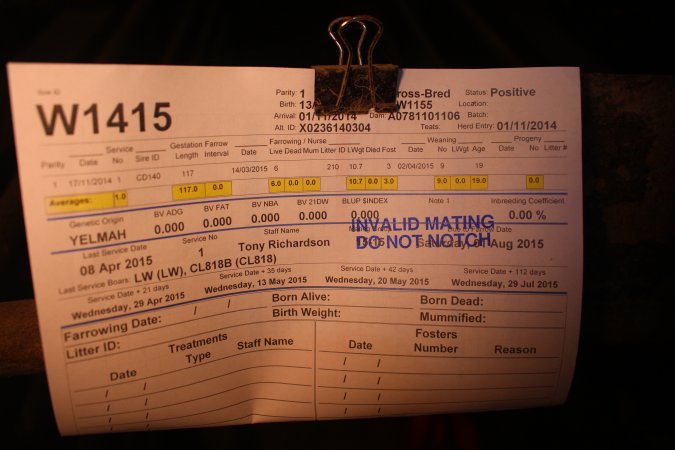 Sire ID
W1415
Parity: 1
ross-Bred
Status: Positive
Birth: 13/
W1155
Location:
Arrival: 01/11/2014
Dam: A0781101106
Batch:
Alt. ID: X0236140304
Teats:
Herd Entry: 01/11/2014
Service
Gestation Farrow
Farrowing / Nurse
Weaning
Progeny
Parity Date No Sire ID Length Interval Date Live Dead Mum Litter ID LWgt Died Fost Date No LWgt Age Date No Litter #
1 17/11/2014 1 CD140 117 14/03/2015 6 210 10.7 3 02/04/2015 9 19
Averages: 1.0 117.0 0.0 6.0 0.0 0.0 10.7 0.0 3.0 9.0 0.0 19.0 0.0
Genetic Origin BV ADG BV FAT BV NBA BV 21DW BLUP $INDEX Note 1 Inbreeding Coefficient
YELMAH 0.000 0.000 0.000 0.000 0.000 0.00 %
INVALID MATING
DO NOT NOTCH
Last Service Date Service No Staff Name Due to Farrow Date
08 Apr 2015 1 Tony Richardson Saturday, 01 Aug 2015
Last Service Boars: LW (LW), CL818B (CL818)
Service Date + 21 days Service Date + 35 days Service Date + 42 days Service Date + 112 days
Wednesday, 29 Apr 2015 Wednesday, 13 May 2015 Wednesday, 20 May 2015 Wednesday, 29 Jul 2015
Farrowing Date: / / Born Alive: Born Dead:
Litter ID: Birth Weight: Mummified:
Treatments
Date Type Staff Name
Fosters
Date Number Reason
/ / / /
/ / / /
/ / / /
/ / / /